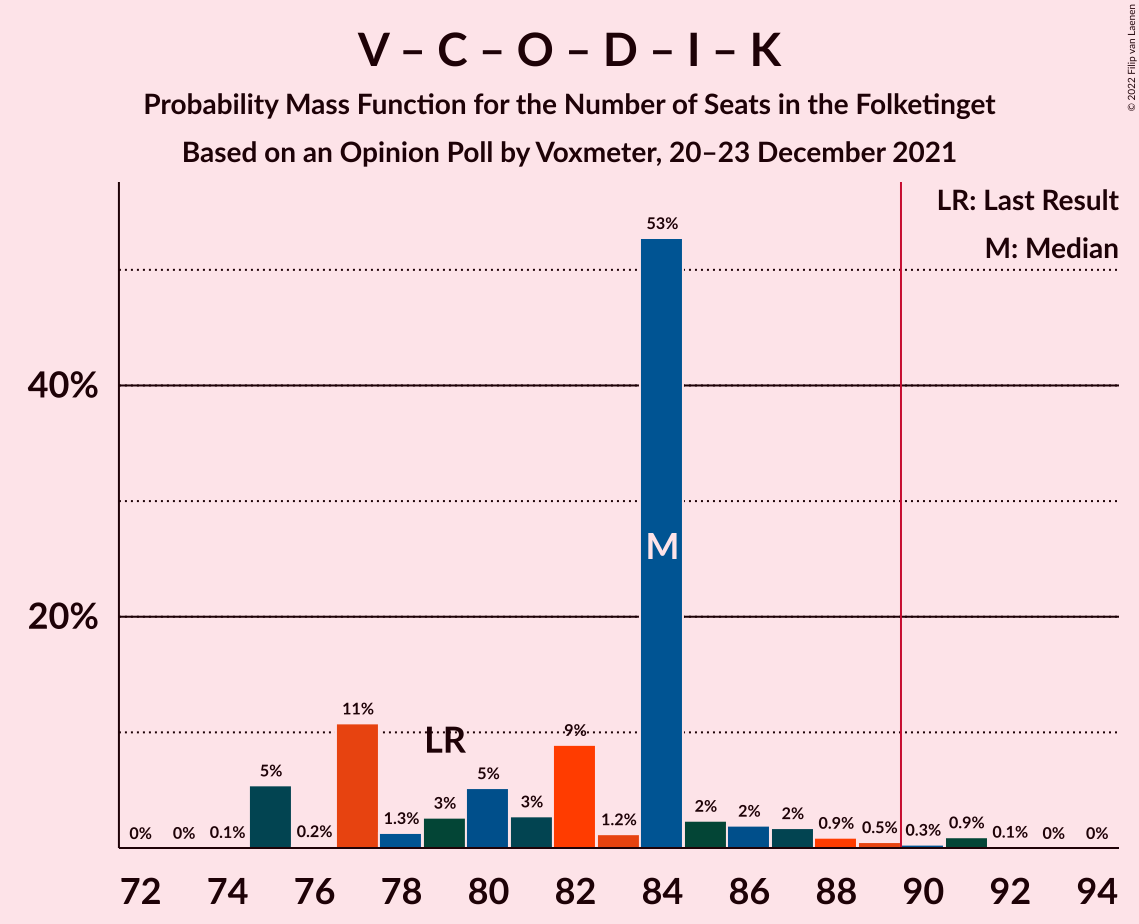 V – C – O – D – I – K
Probability Mass Function for the Number of Seats in the Folketinget
Based on an Opinion Poll by Voxmeter, 20–23 December 2021
© 2022 Filip van Laenen
LR: Last Result
M: Median
40%
20%
0%
0%
0.1%
5%
0.2%
11%
1.3%
3%
LR
5%
3%
9%
1.2%
53%
M
2%
2%
2%
0.9%
0.5%
0.3%
0.9%
0.1%
0%
0%
72 74 76 78 80 82 84 86 88 90 92 94